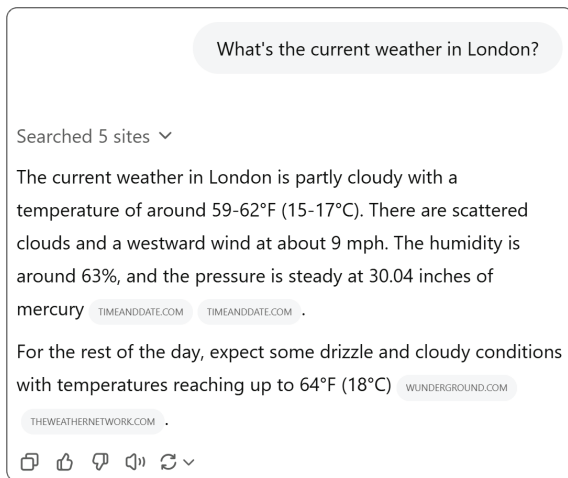 What's the current weather in London?
Searched 5 sites
The current weather in London is partly cloudy with a
temperature of around 59-62°F (15-17°C). There are scattered
clouds and a westward wind at about 9 mph. The humidity is
around 63%, and the pressure is steady at 30.04 inches of
mercury TIMEANDDATE.COM TIMEANDDATE.COM .
For the rest of the day, expect some drizzle and cloudy conditions
with temperatures reaching up to 64°F (18°C) WUNDERGROUND.COM
THEWEATHERNETWORK.COM .